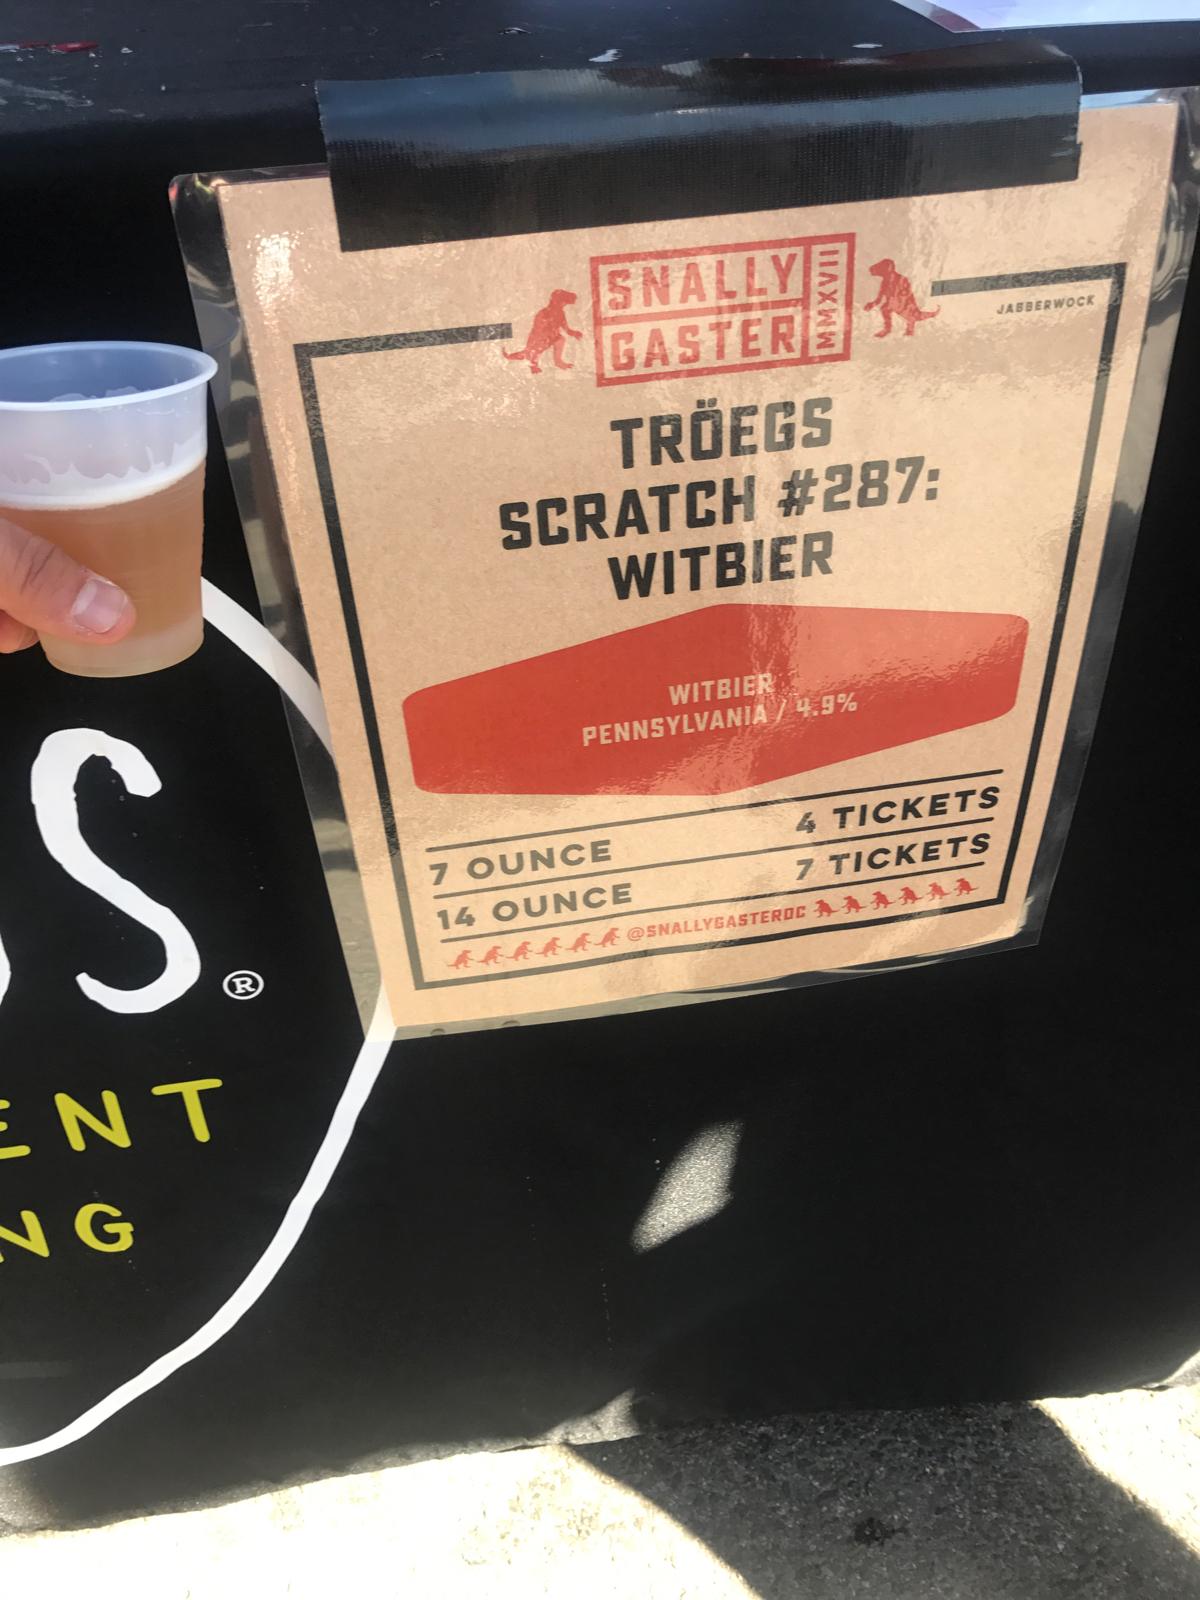 SNALLY
GASTER
MMXVII
JABBERWOCK
TRÖEGS
SCRATCH #287:
WITBIER
WITBIER
PENNSYLVANIA / 4.9%
7 OUNCE 4 TICKETS
14 OUNCE 7 TICKETS
@SNALLYGASTERDC
S®
ENT
NG